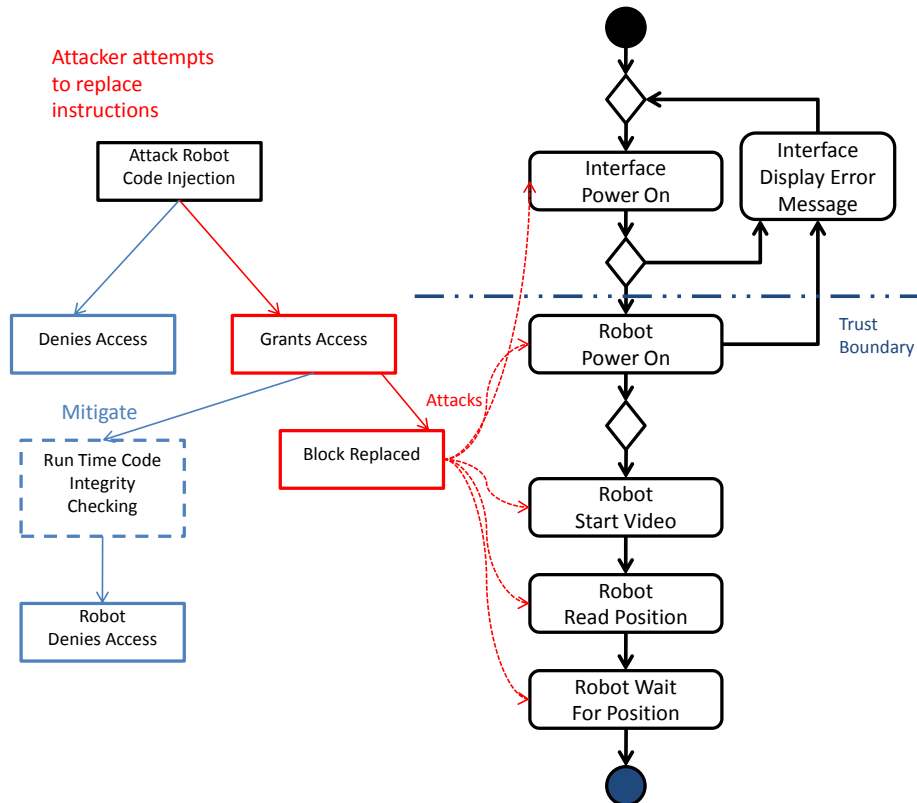 Attacker attempts
to replace
instructions
Attack Robot
Code Injection
Denies Access
Grants Access
Mitigate
Run Time Code
Integrity
Checking
Robot
Denies Access
Attacks
Block Replaced
Interface
Power On
Interface
Display Error
Message
Trust
Boundary
Robot
Power On
Robot
Start Video
Robot
Read Position
Robot Wait
For Position